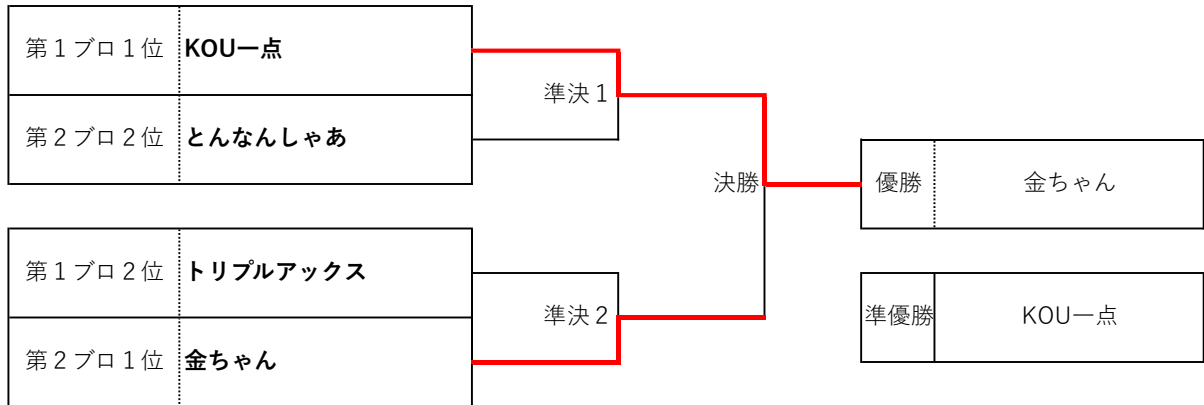 第１ブロ１位 KOU一点
準決１
第２ブロ２位 とんなんしゃあ
決勝
優勝 金ちゃん
第１ブロ２位 トリプルアックス
準決２
準優勝 KOU一点
第２ブロ１位 金ちゃん